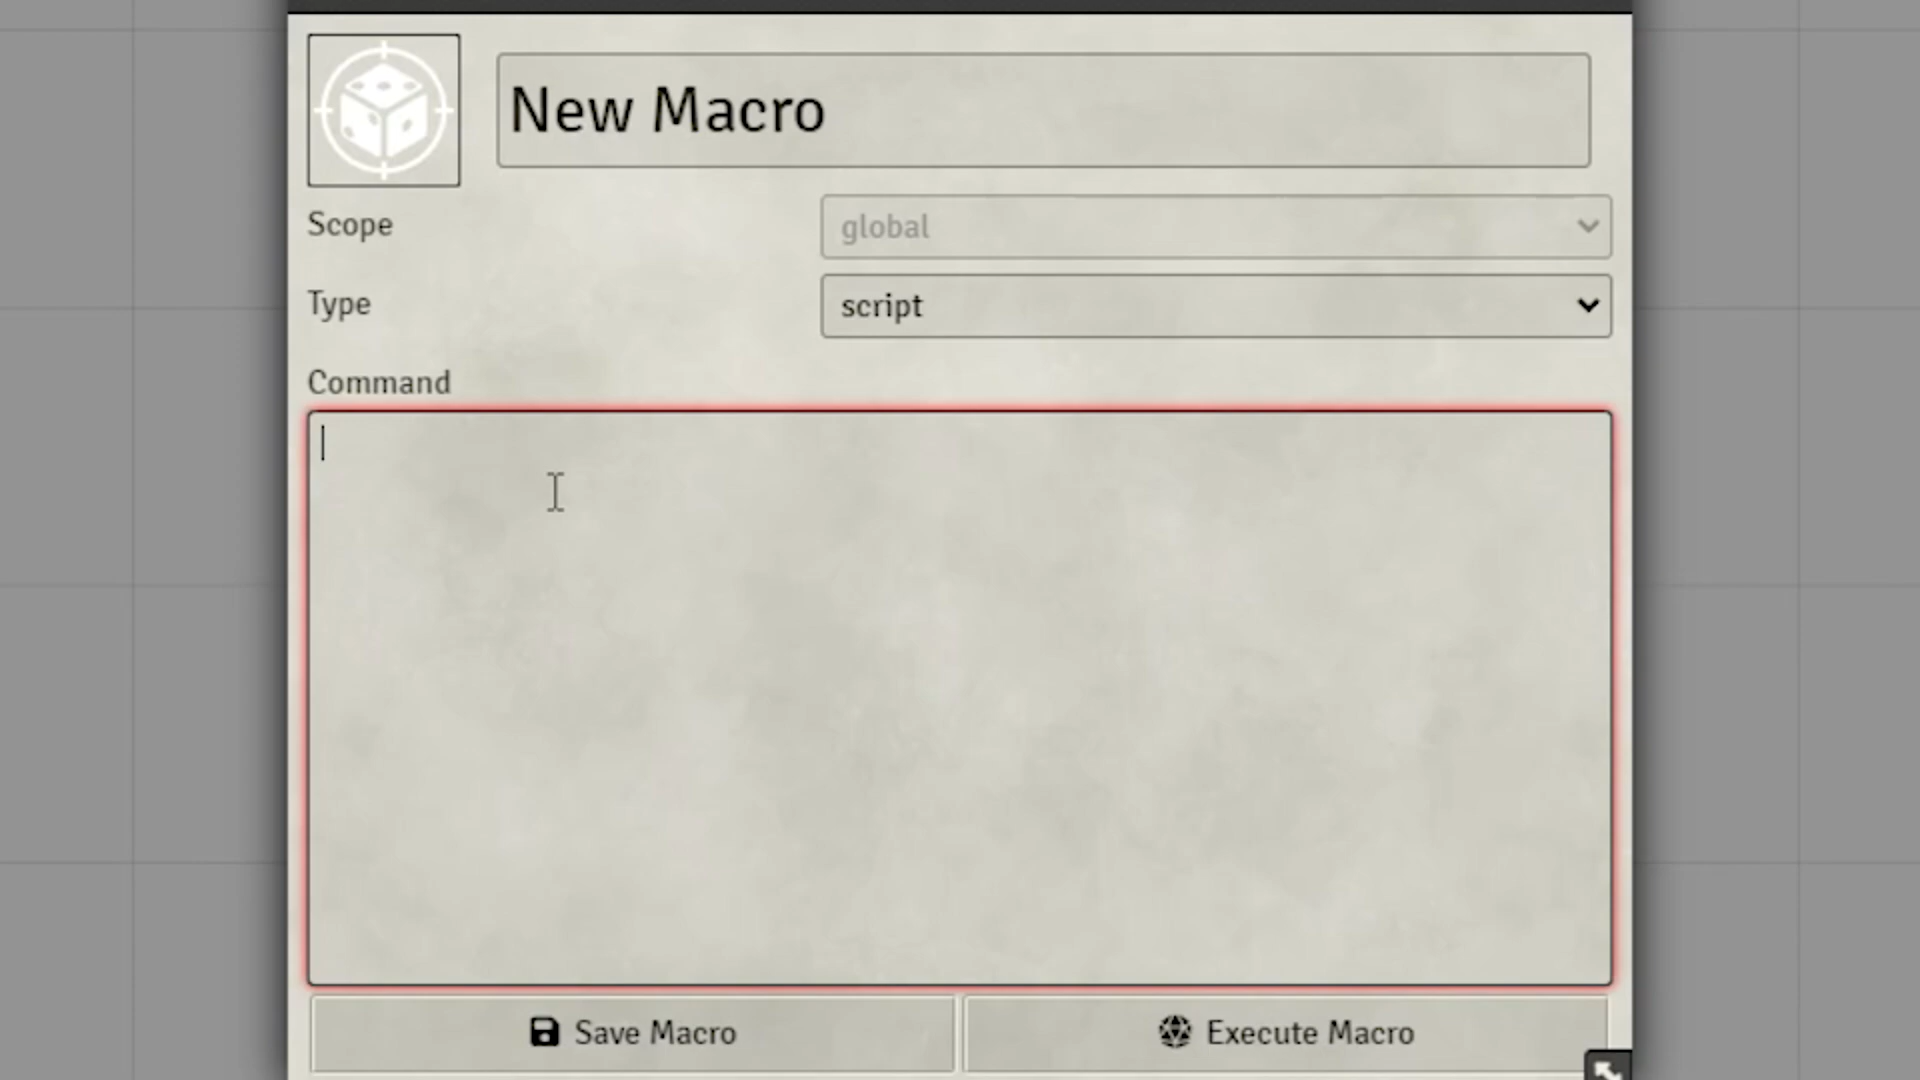 New Macro
Scope
global
Type
script
Command
Save Macro
Execute Macro